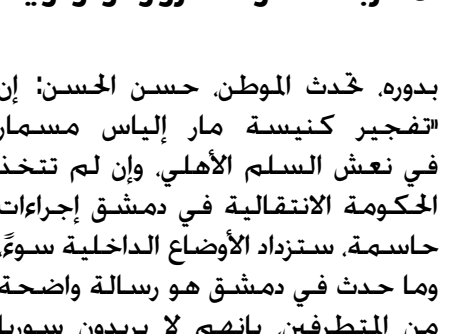 بدوره، تحدث الموطن، حسن الحسن: إن
"تفجير كنيسة مار إلياس مسمار
في نعش السلم الأهلي، وإن لم تتخذ
الحكومة الانتقالية في دمشق إجراءات
حاسمة، ستزداد الأوضاع الداخلية سوءً،
وما حدث في دمشق هو رسالة واضحة
من المتطرفين، بانهم لا يريدون سوريا